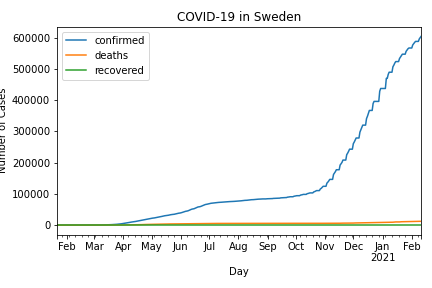 COVID-19 in Sweden
confirmed
deaths
recovered
600000
500000
400000
300000
200000
100000
0
Number of Cases
Feb Mar Apr May Jun Jul Aug Sep Oct Nov Dec Jan Feb
2021
Day